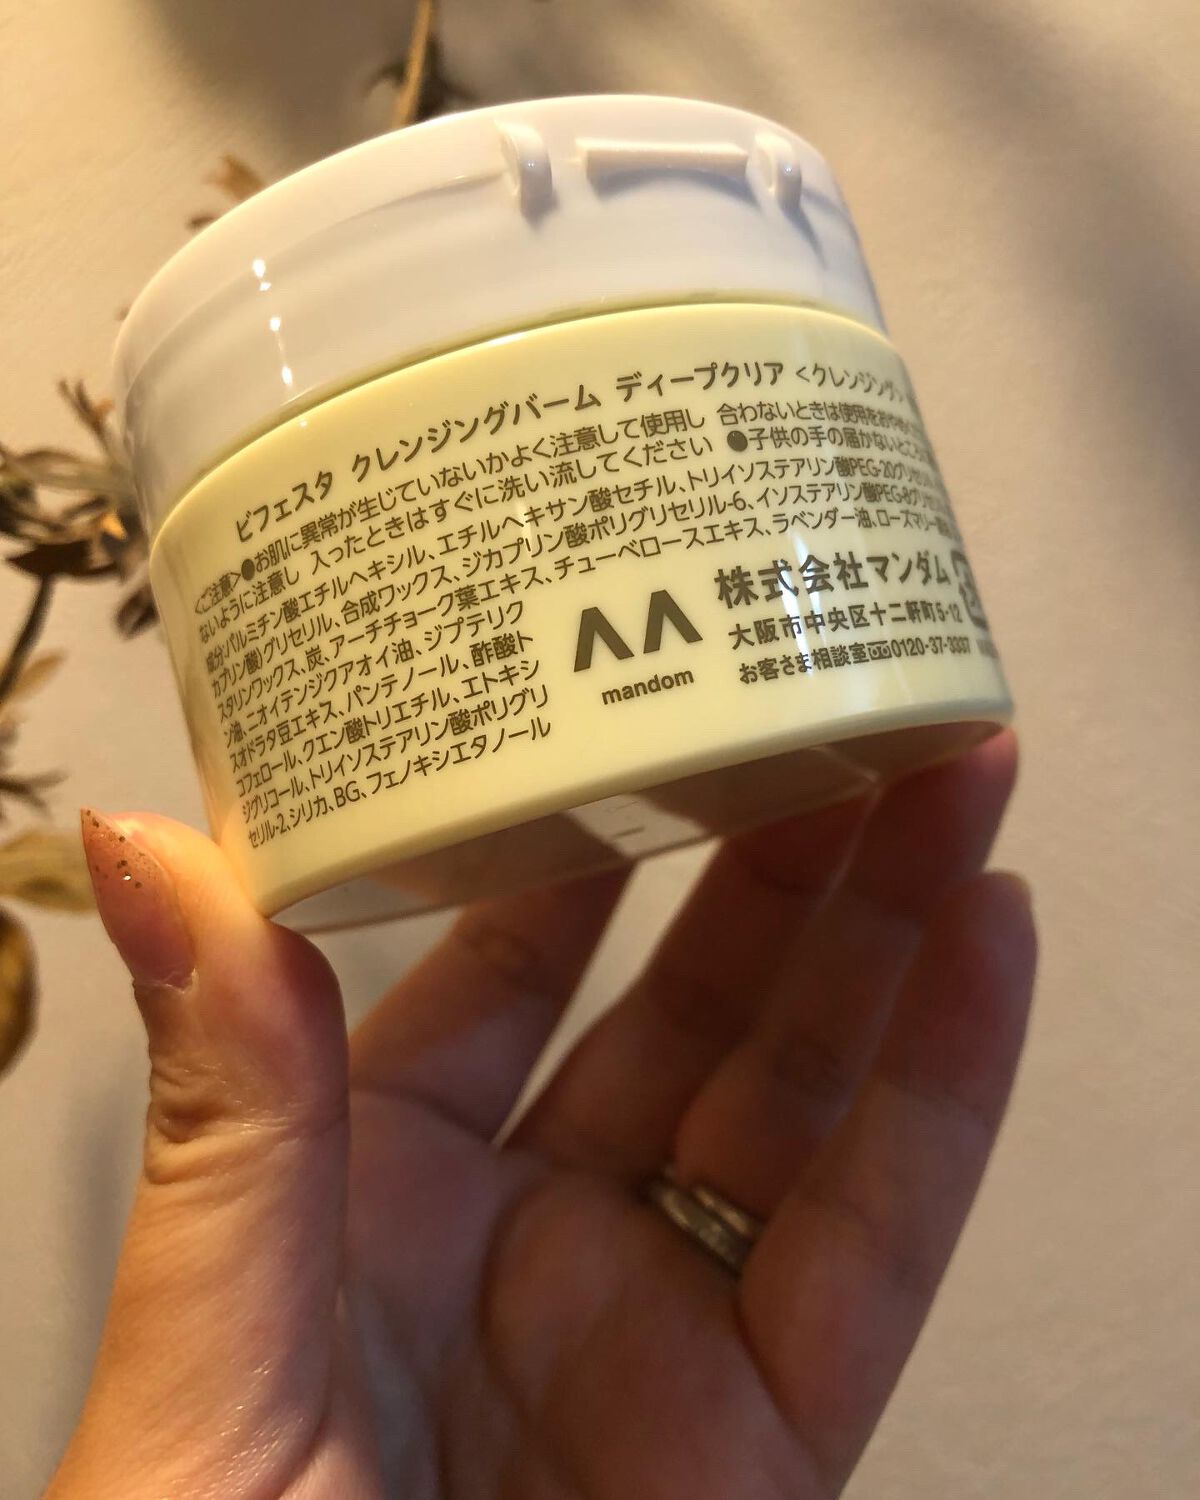 ビフェスタ クレンジングバーム ディープクリア <クレンジング>
<ご注意>●お肌に異常が生じていないかよく注意して使用し 合わないときは使用をおやめ
ないように注意し 入ったときはすぐに洗い流してください ●子供の手の届かないところ
成分:パルミチン酸エチルヘキシル、エチルヘキサン酸セチル、トリイソステアリン酸PEG-20グリセリル
カプリン酸)グリセリル、合成ワックス、ジカプリン酸ポリグリセリル-6、イソステアリン酸PEG-8グリセリル
スタリンワックス、炭、アーチチョーク葉エキス、チューベロースエキス、ラベンダー油、ローズマリー
ン油、ニオイテンジクアオイ油、ジプテリク
スオドラタ豆エキス、パンテノール、酢酸ト
コフェロール、クエン酸トリエチル、エトキシ
ジグリコール、トリイソステアリン酸ポリグリ
セリル-2、シリカ、BG、フェノキシエタノール
mandom
株式会社マンダム
大阪市中央区十二軒町5-12
お客さま相談室 0120-37-3337